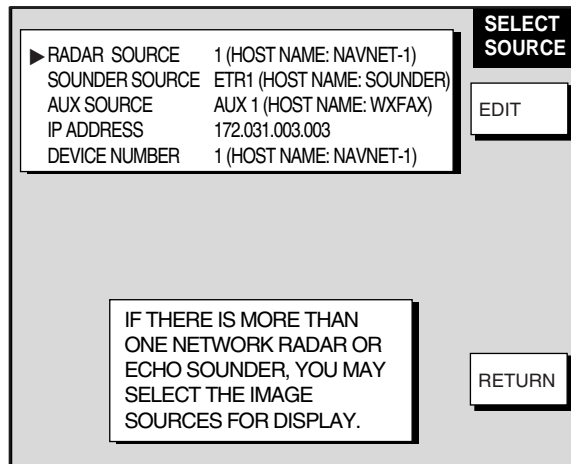 SELECT
SOURCE
▶ RADAR SOURCE 1 (HOST NAME: NAVNET-1)
SOUNDER SOURCE ETR1 (HOST NAME: SOUNDER)
AUX SOURCE AUX 1 (HOST NAME: WXFAX)
IP ADDRESS 172.031.003.003
DEVICE NUMBER 1 (HOST NAME: NAVNET-1)
EDIT
IF THERE IS MORE THAN
ONE NETWORK RADAR OR
ECHO SOUNDER, YOU MAY
SELECT THE IMAGE
SOURCES FOR DISPLAY.
RETURN